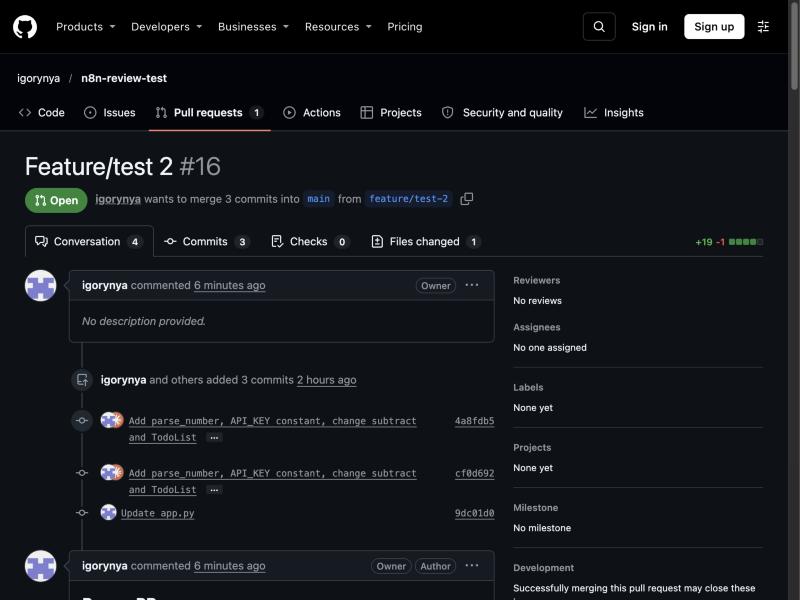 Products Developers Businesses Resources Pricing Sign in Sign up
igorynya / n8n-review-test
Code Issues Pull requests 1 Actions Projects Security and quality Insights
Feature/test 2 #16
Open igorynya wants to merge 3 commits into main from feature/test-2
Conversation 4 Commits 3 Checks 0 Files changed 1 +19 -1
igorynya commented 6 minutes ago Owner ...
No description provided.
igorynya and others added 3 commits 2 hours ago
Add parse_number, API_KEY constant, change subtract 4a8fdb5
and TodoList ...
Add parse_number, API_KEY constant, change subtract cf0d692
and TodoList ...
Update app.py 9dc01d0
igorynya commented 6 minutes ago Owner Author ...
Reviewers
No reviews
Assignees
No one assigned
Labels
None yet
Projects
None yet
Milestone
No milestone
Development
Successfully merging this pull request may close these